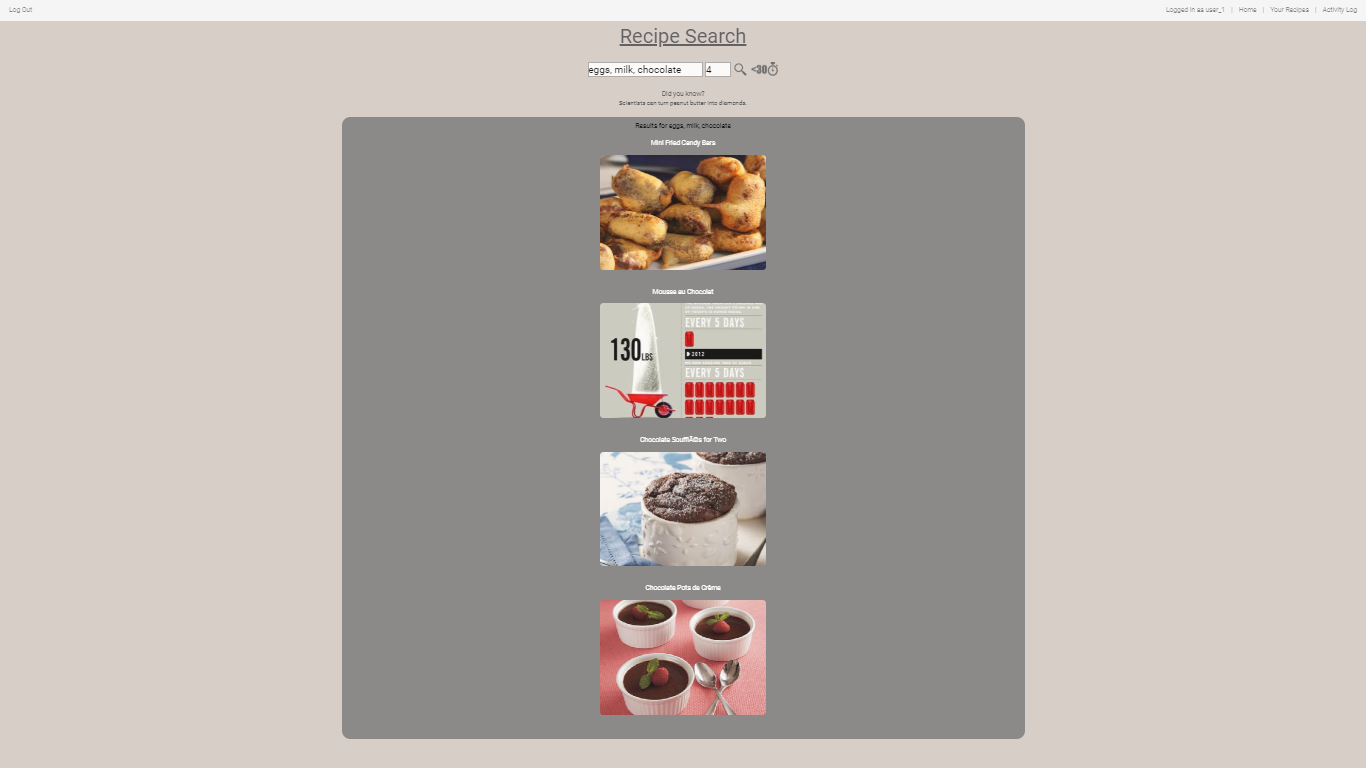 Log Out
Logged in as user_1 | Home | Your Recipes | Activity Log
Recipe Search
eggs, milk, chocolate 4 <30
Did you know?
Scientists can turn peanut butter into diamonds.
Results for eggs, milk, chocolate
Mini Fried Candy Bars
Mousse au Chocolat
130 LBS
EVERY 5 DAYS
2012
EVERY 5 DAYS
Chocolate SoufflÃ©s for Two
Chocolate Pots de Crème